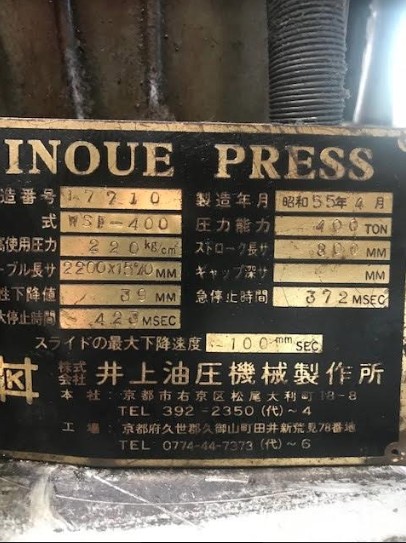 INOUE PRESS
造番号 17710 製造年月 昭和55年4月
式 -400 圧力能力 400 TON
高使用圧力 220 kg/cm ストローク長サ 800 MM
ーブル長サ 2200×15 0 MM ギャップ深サ MM
性下降値 39 MM 急停止時間 372 MSEC
大停止時間 423 MSEC
スライドの最大下降速度 100 mm SEC
株式会社 井上油圧機械製作所
本社: 京都市右京区松尾大利町18-8
TEL 392-2350 (代)~4
工場: 京都府久世郡久御山町田井新荒見78番地
TEL 0774-44-7373 (代)~6